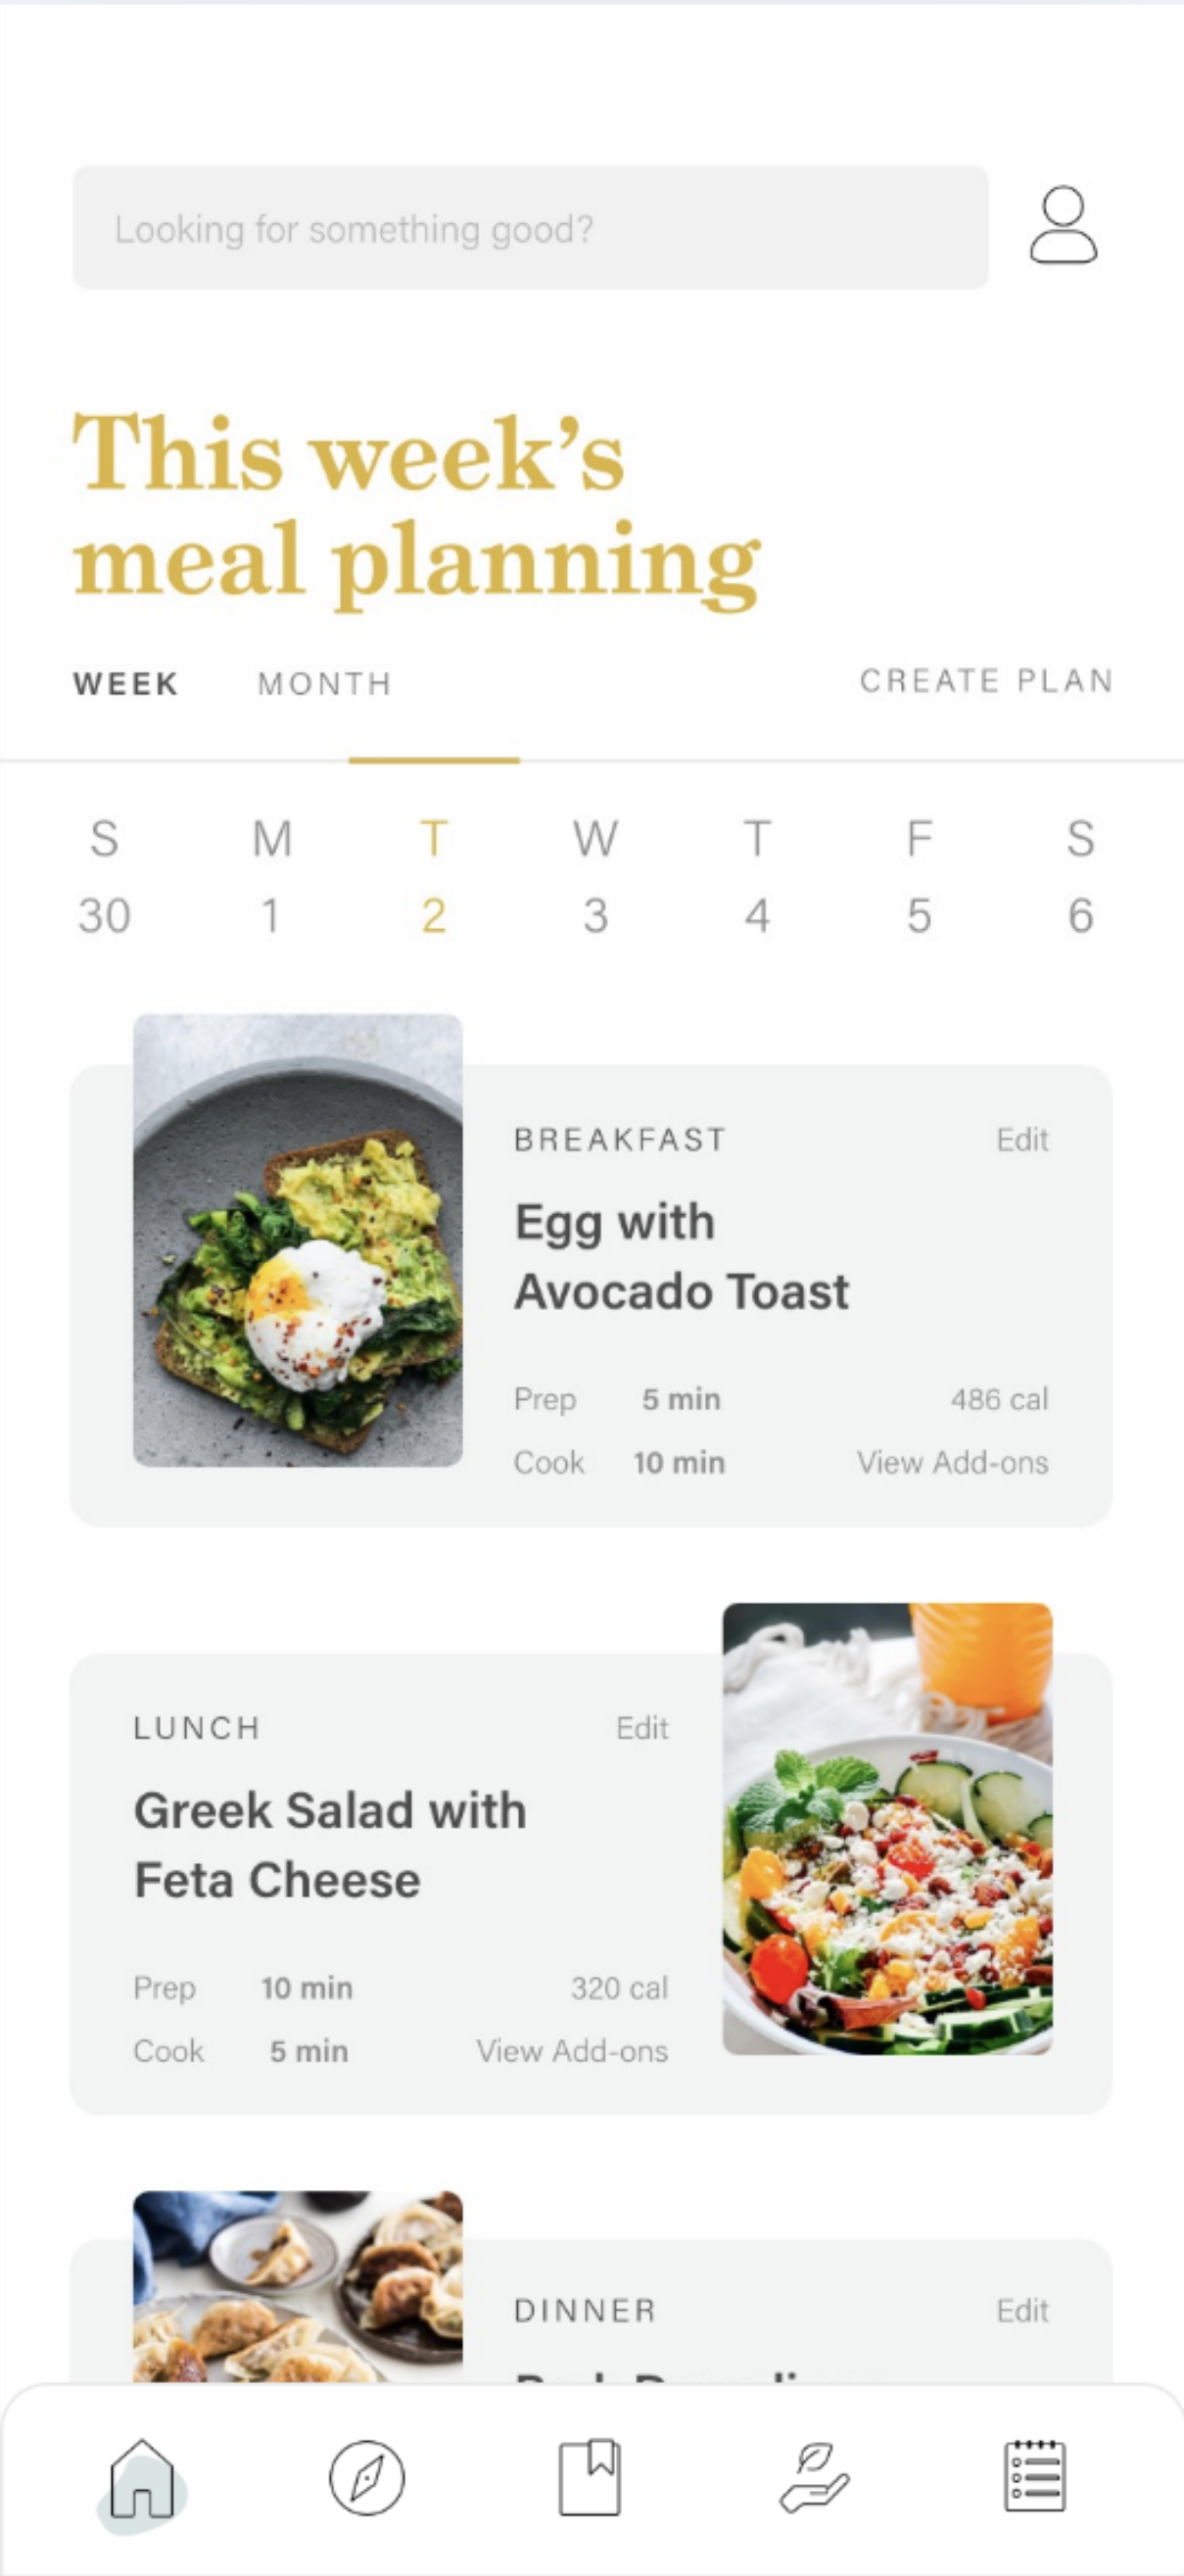 Looking for something good?
This week’s
meal planning
WEEK MONTH CREATE PLAN
S M T W T F S
30 1 2 3 4 5 6
BREAKFAST Edit
Egg with
Avocado Toast
Prep 5 min 486 cal
Cook 10 min View Add-ons
LUNCH Edit
Greek Salad with
Feta Cheese
Prep 10 min 320 cal
Cook 5 min View Add-ons
DINNER Edit